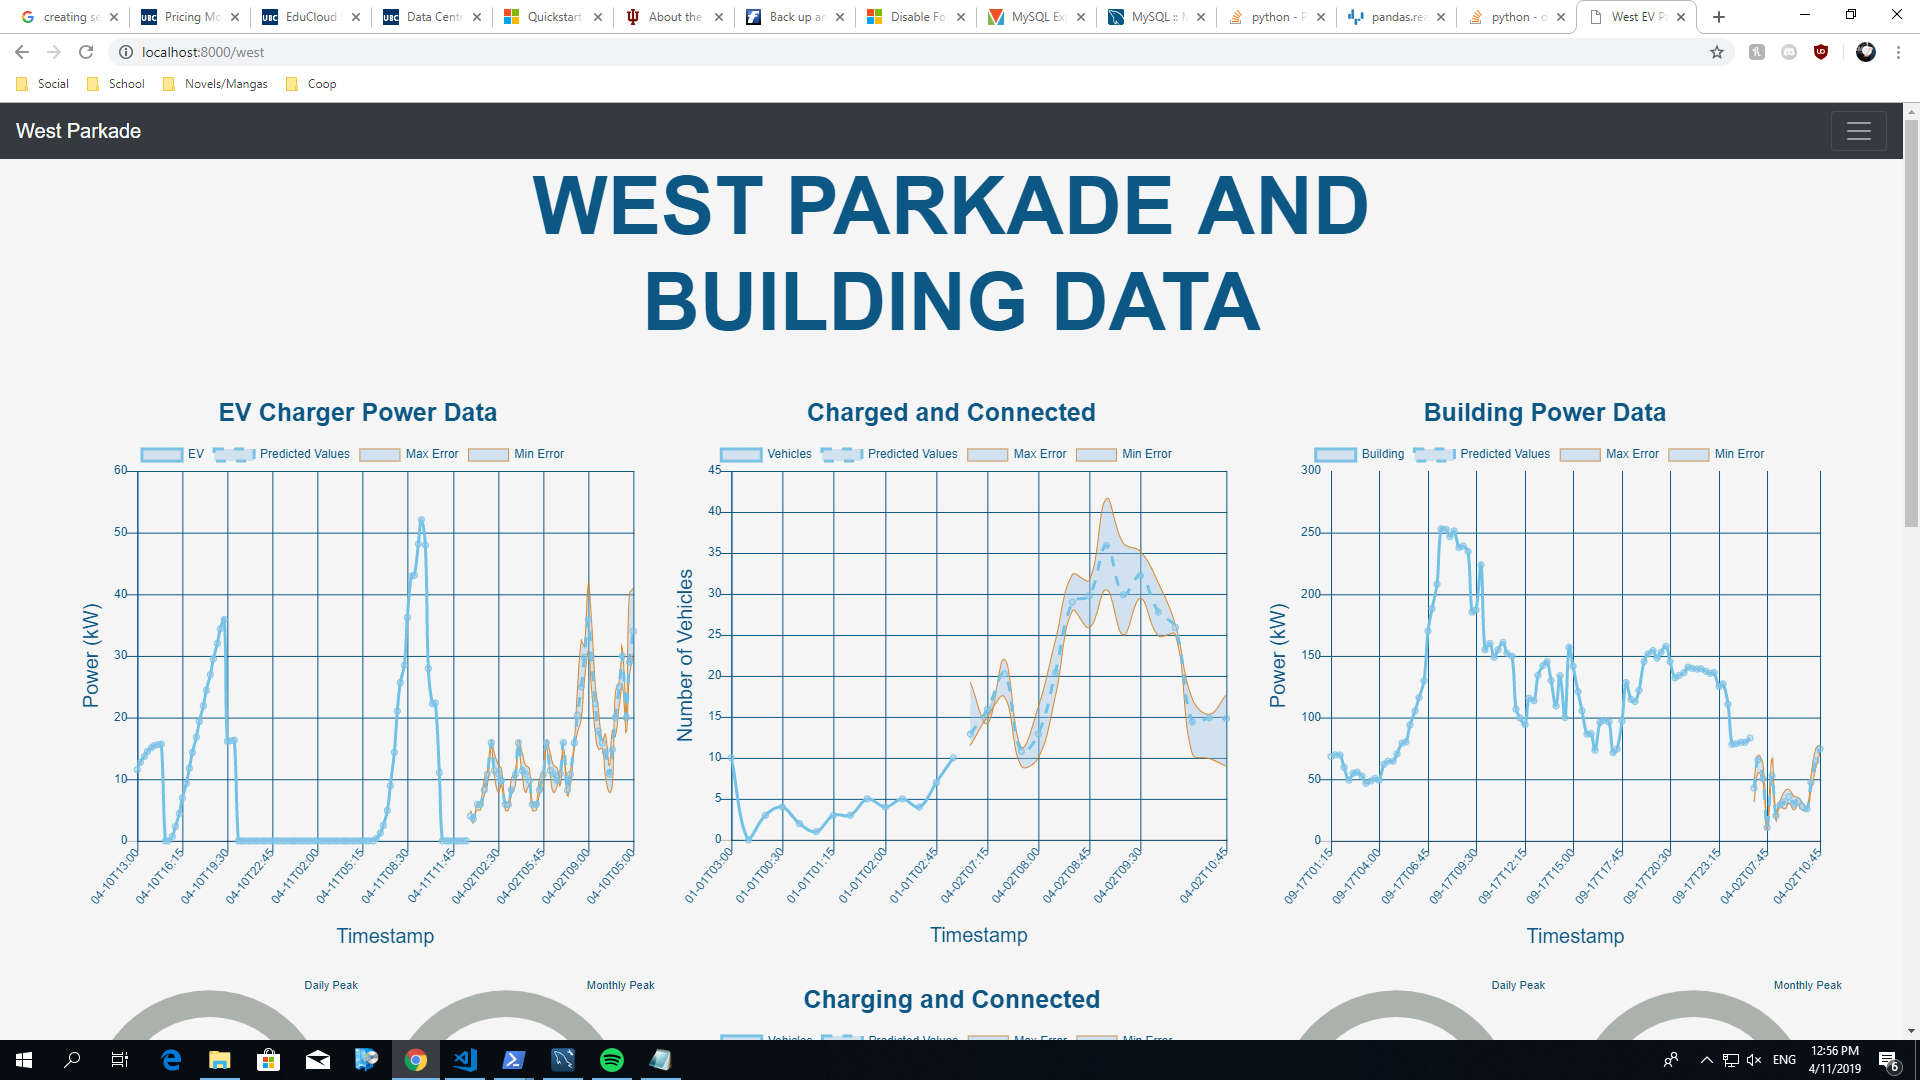 creating se
UBC Pricing Mo
UBC EduCloud
UBC Data Cent
Quickstart
About the
Back up an
Disable Fo
MySQL Ex
MySQL ::
python -
pandas.rea
python - d
West EV P
localhost:8000/west
Social School Novels/Mangas Coop
West Parkade
WEST PARKADE AND
BUILDING DATA
EV Charger Power Data
EV Predicted Values Max Error Min Error
60
50
40
30
20
10
0
Power (kW)
04-10T13:00 04-10T16:15 04-10T19:30 04-10T22:45 04-11T02:00 04-11T05:15 04-11T08:30 04-11T11:45 04-02T02:30 04-02T05:45 04-02T09:00 04-10T05:00
Timestamp
Charged and Connected
Vehicles Predicted Values Max Error Min Error
45
40
35
30
25
20
15
10
5
0
Number of Vehicles
01-01T03:00 01-01T00:30 01-01T01:15 01-01T02:00 01-01T02:45 04-02T07:15 04-02T08:00 04-02T08:45 04-02T09:30 04-02T10:45
Timestamp
Building Power Data
Building Predicted Values Max Error Min Error
300
250
200
150
100
50
0
Power (kW)
09-17T01:15 09-17T04:00 09-17T06:45 09-17T09:30 09-17T12:15 09-17T15:00 09-17T17:45 09-17T20:30 09-17T23:15 04-02T07:45 04-02T10:45
Timestamp
Daily Peak Monthly Peak
Charging and Connected
Vehicles Predicted Values Max Error Min Error
Daily Peak Monthly Peak
ENG
12:56 PM
4/11/2019
6